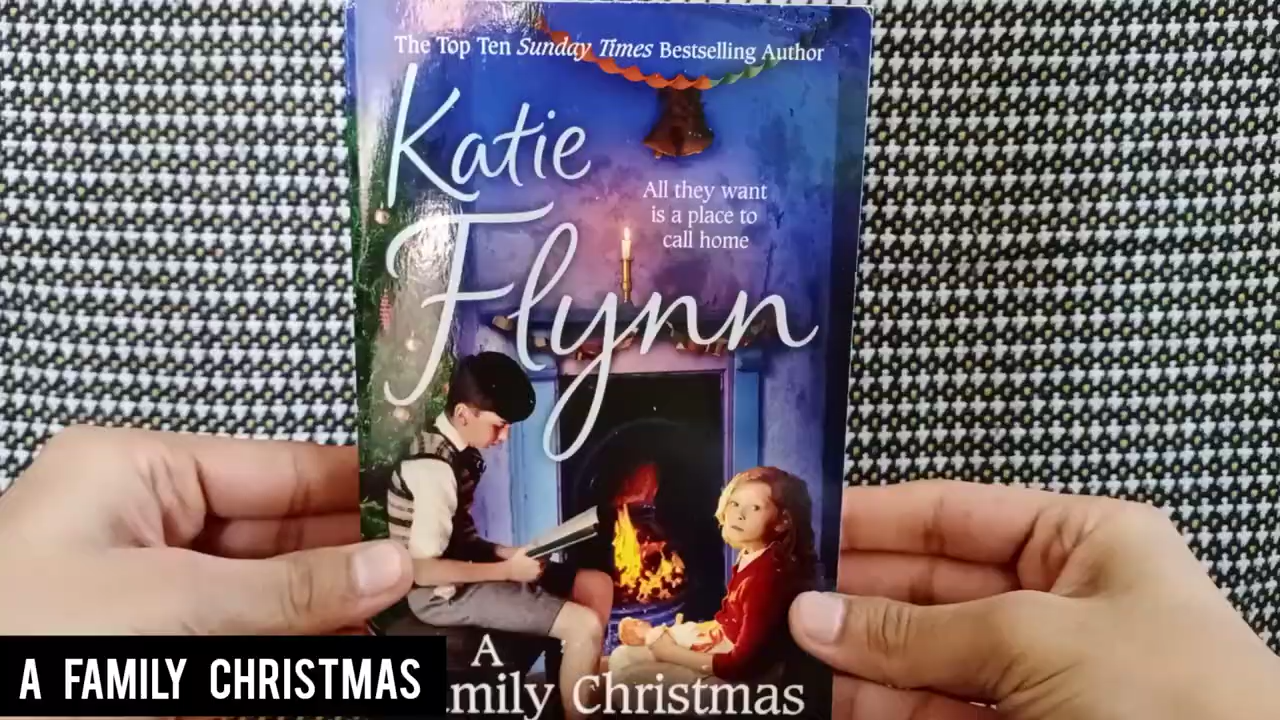 The Top Ten Sunday Times Bestselling Author
Katie
Flynn
All they want
is a place to
call home
A
mily Christmas
A FAMILY CHRISTMAS